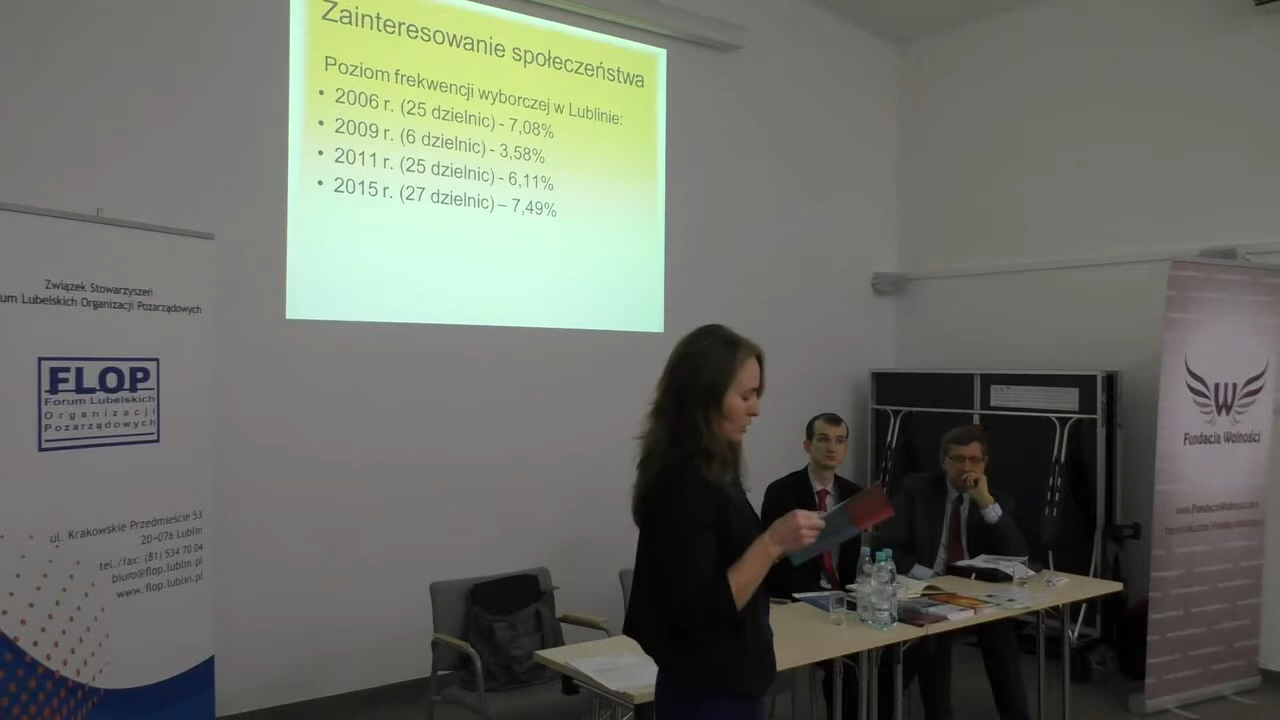 Zainteresowanie społeczeństwa
Poziom frekwencji wyborczej w Lublinie:
• 2006 r. (25 dzielnic) - 7,08%
• 2009 r. (6 dzielnic) - 3,58%
• 2011 r. (25 dzielnic) - 6,11%
• 2015 r. (27 dzielnic) – 7,49%
Związek Stowarzyszeń
um Lubelskich Organizacji Pozarządowych
FLOP
Forum Lubelskich
Organizacji
Pozarządowych
ul. Krakowskie Przedmieście 53
20-076 Lublin
tel./fax: (81) 534 70 04
biuro@flop.lublin.pl
www.flop.lublin.pl
W
Fundacja Wolności